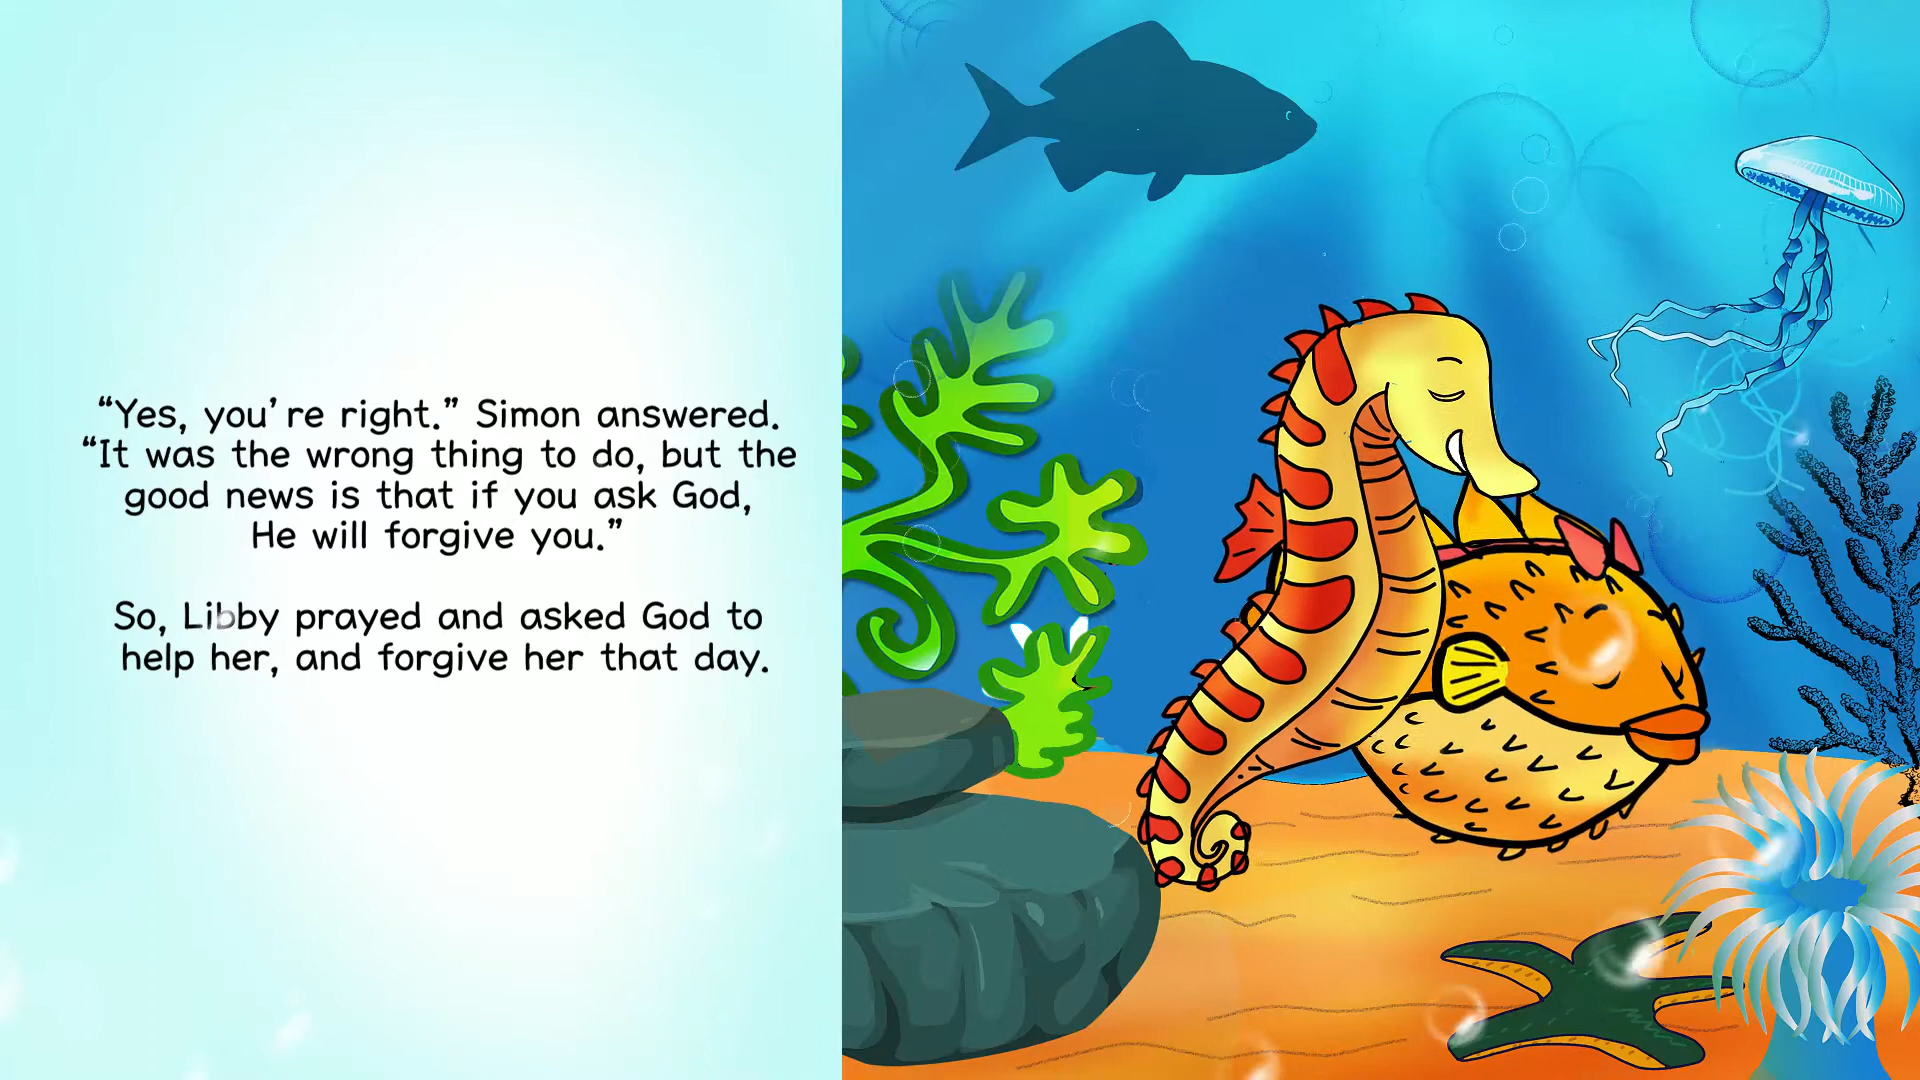 “Yes, you’re right.” Simon answered.
“It was the wrong thing to do, but the
good news is that if you ask God,
He will forgive you.”
So, Libby prayed and asked God to
help her, and forgive her that day.